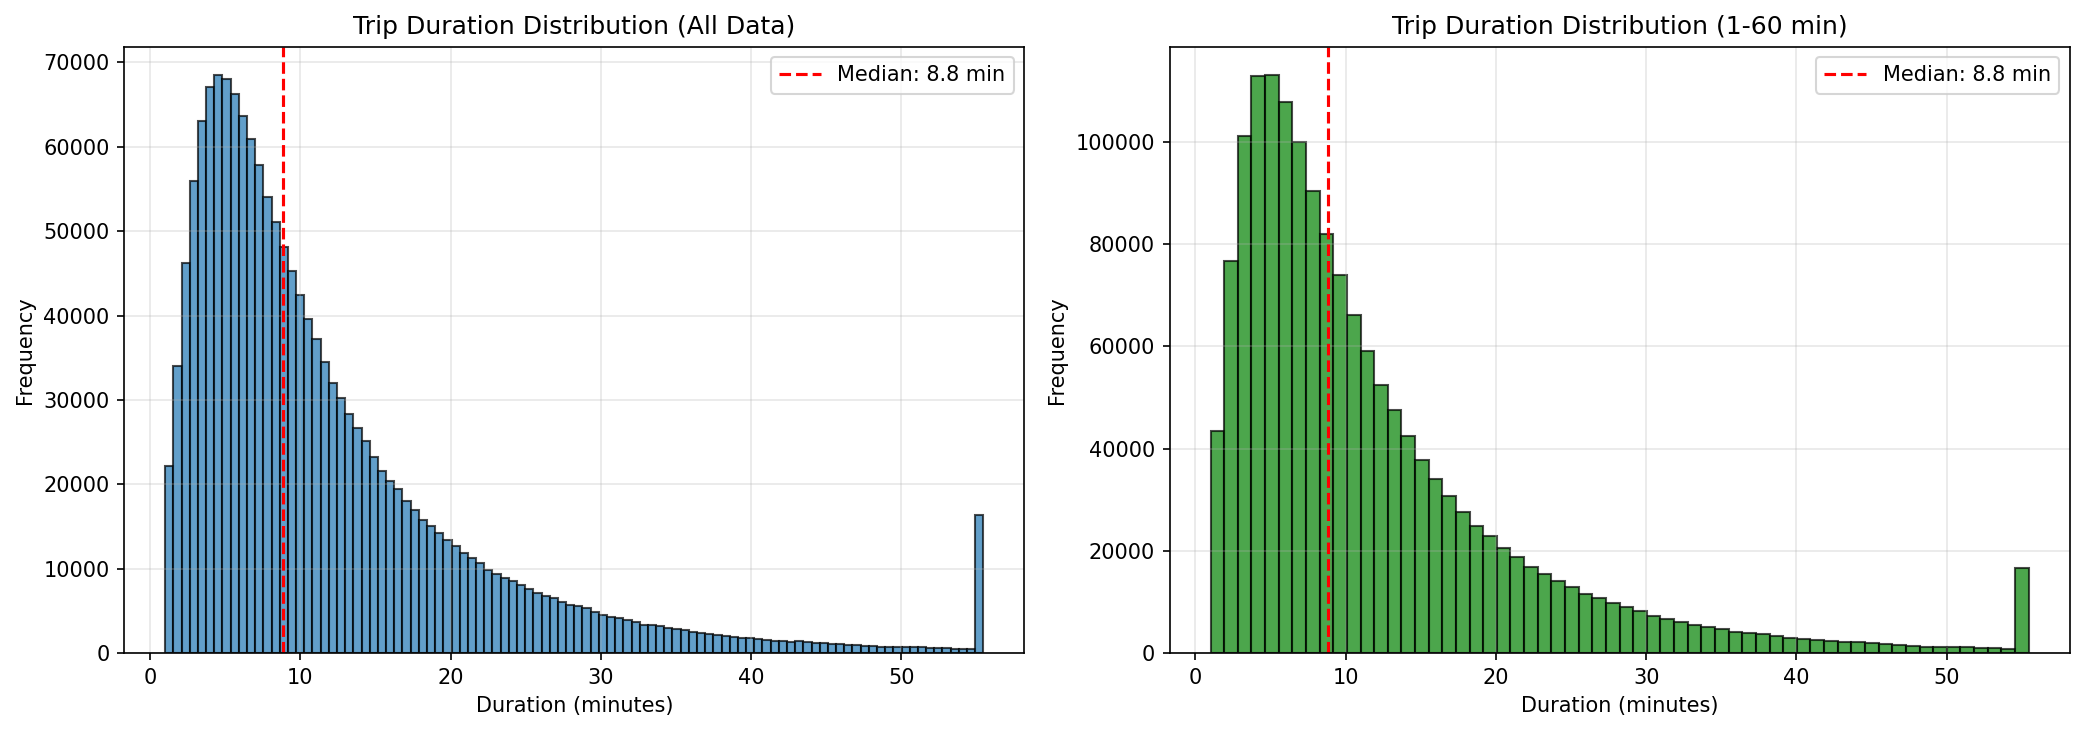 Trip Duration Distribution (All Data)
Median: 8.8 min
70000
60000
50000
40000
30000
20000
10000
0
Frequency
0 10 20 30 40 50
Duration (minutes)
Trip Duration Distribution (1-60 min)
Median: 8.8 min
100000
80000
60000
40000
20000
0
Frequency
0 10 20 30 40 50
Duration (minutes)